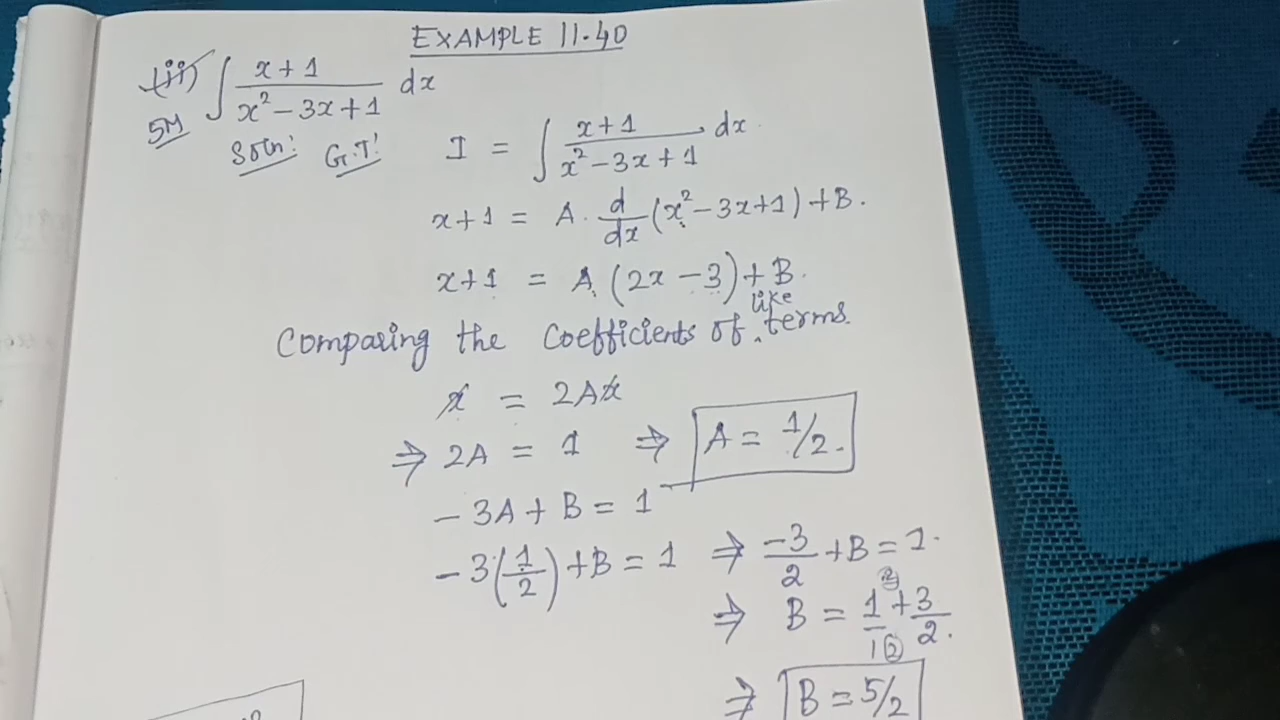 EXAMPLE 11.40
(ii) ∫ x+1 / x² - 3x + 1 dx
5M
Soln: G.T: I = ∫ x+1 / x² - 3x + 1 dx.
x+1 = A. d/dx (x² - 3x + 1) + B.
x+1 = A (2x - 3) + B.
Comparing the Coefficients of like terms.
x = 2Ax
⇒ 2A = 1 ⇒ A = 1/2.
- 3A + B = 1
- 3(1/2) + B = 1 ⇒ -3/2 + B = 1.
⇒ B = 1/1 + 3/2.
⇒ B = 5/2